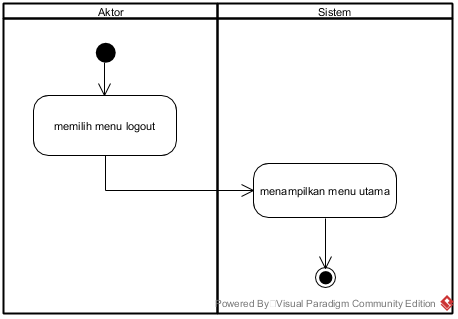 Aktor
Sistem
memilih menu logout
menampilkan menu utama
Powered By Visual Paradigm Community Edition